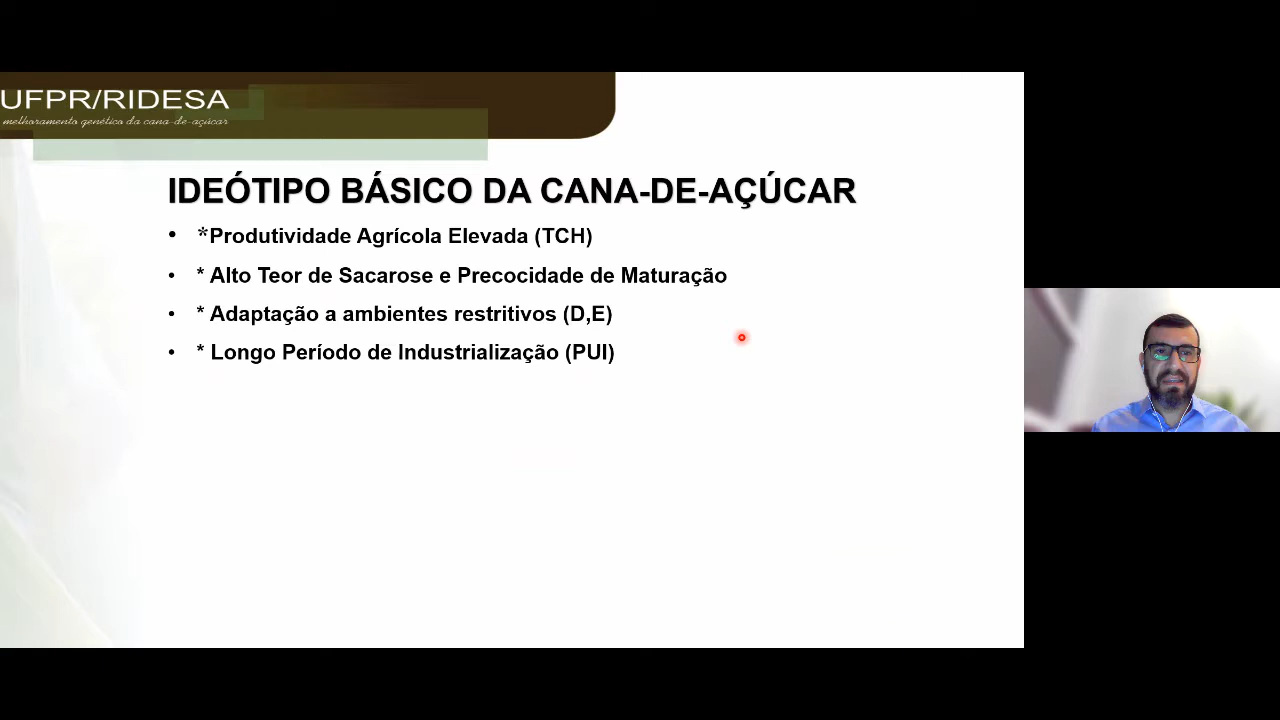 UFPR/RIDESA
melhoramento genético da cana-de-açúcar
IDEÓTIPO BÁSICO DA CANA-DE-AÇÚCAR
• *Produtividade Agrícola Elevada (TCH)
• * Alto Teor de Sacarose e Precocidade de Maturação
• * Adaptação a ambientes restritivos (D,E)
• * Longo Período de Industrialização (PUI)